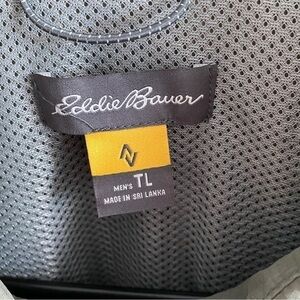 Eddie Bauer
MEN'S TL
MADE IN SRI LANKA